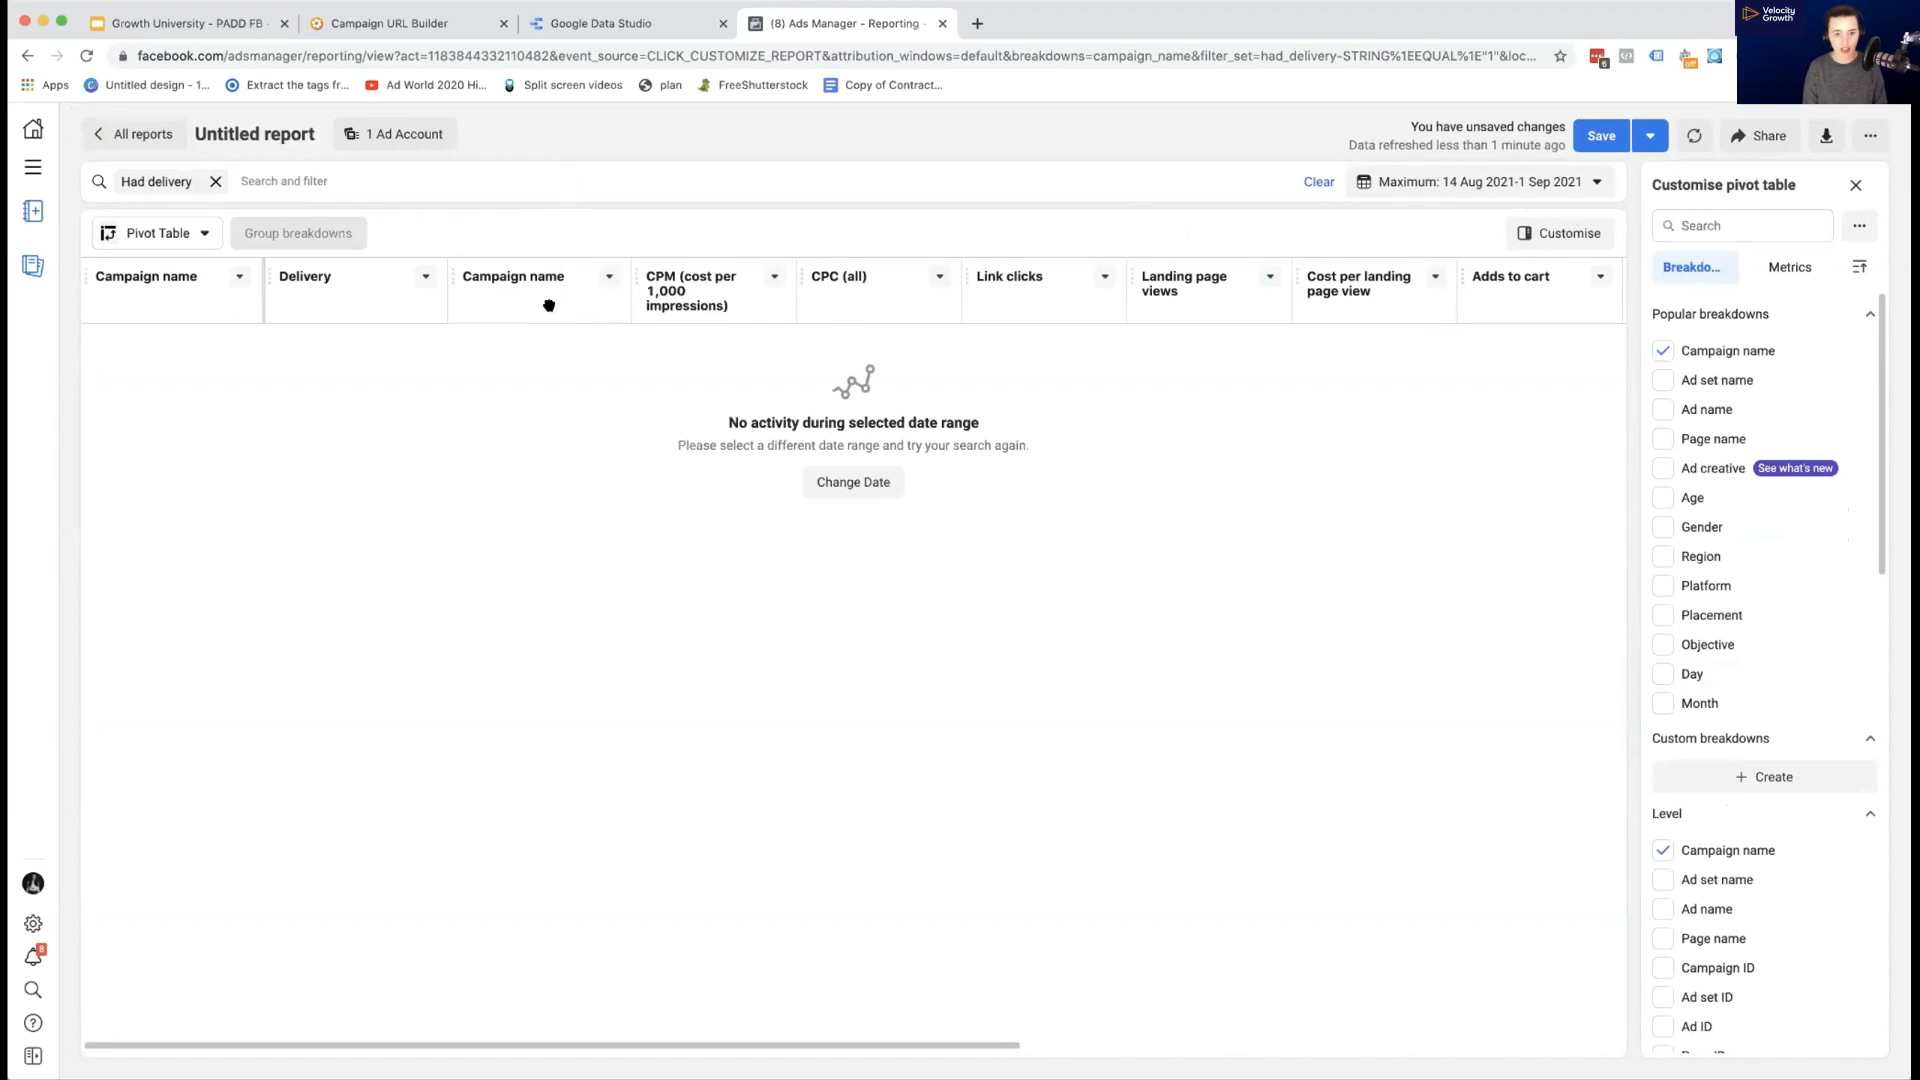 Growth University - PADD FB -
Campaign URL Builder
Google Data Studio
(8) Ads Manager - Reporting -
Velocity
Growth
facebook.com/adsmanager/reporting/view?act=1183844332110482&event_source=CLICK_CUSTOMIZE_REPORT&attribution_windows=default&breakdowns=campaign_name&filter_set=had_delivery-STRING%1EEQUAL%1E"1"&loc...
6
off
Apps
Untitled design - 1...
Extract the tags fr...
Ad World 2020 Hi...
Split screen videos
plan
FreeShutterstock
Copy of Contract...
All reports
Untitled report
1 Ad Account
You have unsaved changes
Data refreshed less than 1 minute ago
Save
Share
Had delivery
Search and filter
Clear
Maximum: 14 Aug 2021-1 Sep 2021
Pivot Table
Group breakdowns
Customise
Campaign name
Delivery
Campaign name
CPM (cost per
1,000
impressions)
CPC (all)
Link clicks
Landing page
views
Cost per landing
page view
Adds to cart
No activity during selected date range
Please select a different date range and try your search again.
Change Date
8
Customise pivot table
Search
Breakdo...
Metrics
Popular breakdowns
Campaign name
Ad set name
Ad name
Page name
Ad creative
See what's new
Age
Gender
Region
Platform
Placement
Objective
Day
Month
Custom breakdowns
+ Create
Level
Campaign name
Ad set name
Ad name
Page name
Campaign ID
Ad set ID
Ad ID